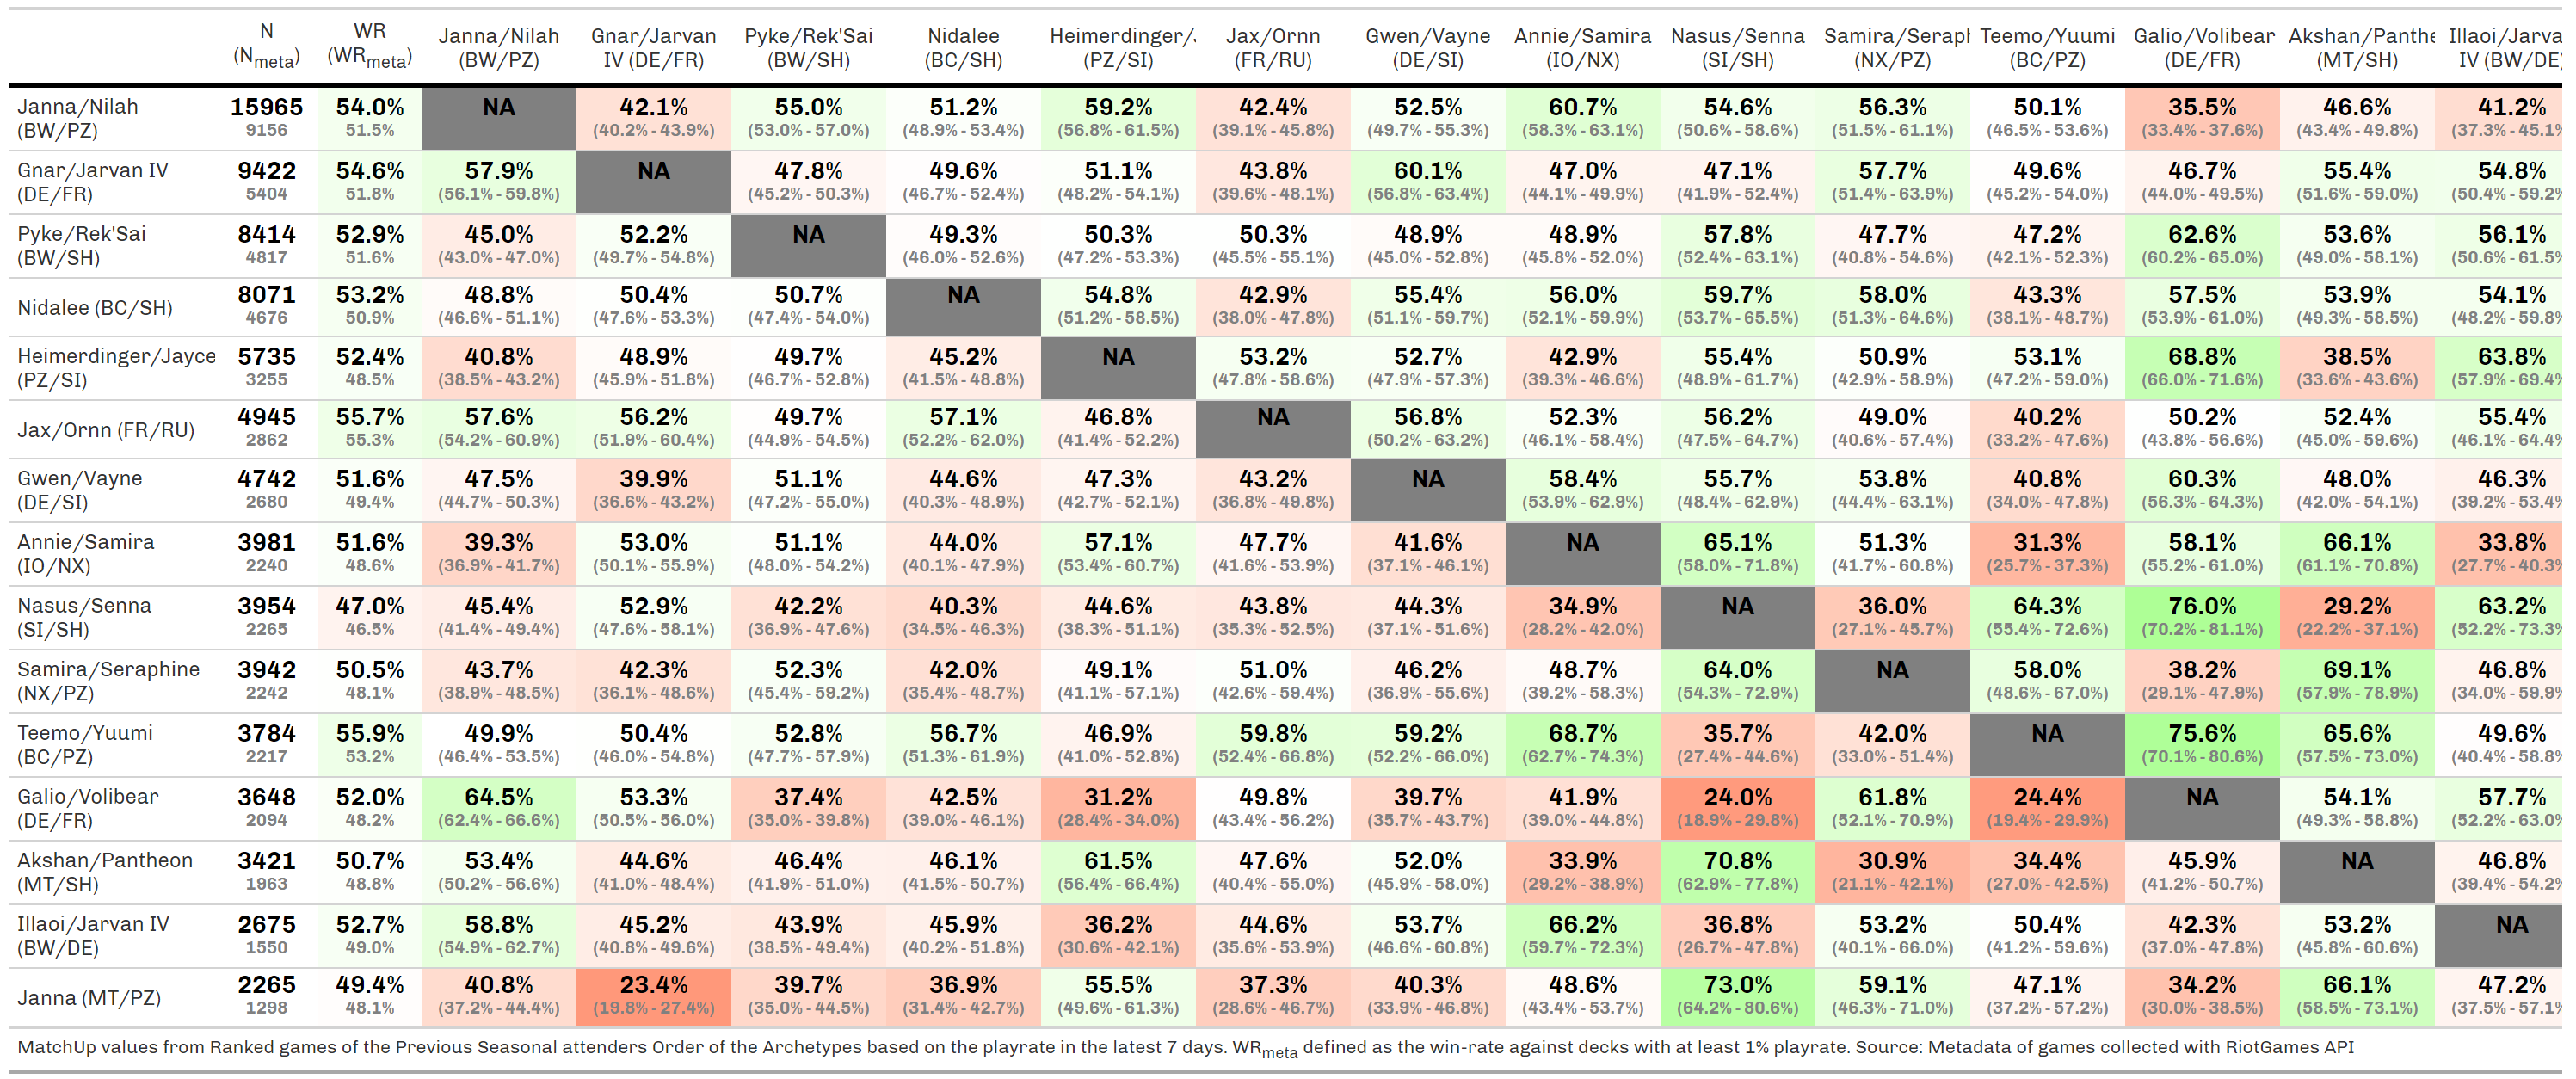 N WR Janna/Nilah Gnar/Jarvan Pyke/Rek'Sai Nidalee Heimerdinger/J Jax/Ornn Gwen/Vayne Annie/Samira Nasus/Senna Samira/Seraph Teemo/Yuumi Galio/Volibear Akshan/Panthe Illaoi/Jarva
(Nmeta) (WRmeta) (BW/PZ) IV (DE/FR) (BW/SH) (BC/SH) (PZ/SI) (FR/RU) (DE/SI) (IO/NX) (SI/SH) (NX/PZ) (BC/PZ) (DE/FR) (MT/SH) IV (BW/DE)
Janna/Nilah 15965 54.0% NA 42.1% 55.0% 51.2% 59.2% 42.4% 52.5% 60.7% 54.6% 56.3% 50.1% 35.5% 46.6% 41.2%
(BW/PZ) 9156 51.5% (40.2% - 43.9%) (53.0% - 57.0%) (48.9% - 53.4%) (56.8% - 61.5%) (39.1% - 45.8%) (49.7% - 55.3%) (58.3% - 63.1%) (50.6% - 58.6%) (51.5% - 61.1%) (46.5% - 53.6%) (33.4% - 37.6%) (43.4% - 49.8%) (37.3% - 45.1%
Gnar/Jarvan IV 9422 54.6% 57.9% NA 47.8% 49.6% 51.1% 43.8% 60.1% 47.0% 47.1% 57.7% 49.6% 46.7% 55.4% 54.8%
(DE/FR) 5404 51.8% (56.1% - 59.8%) (45.2% - 50.3%) (46.7% - 52.4%) (48.2% - 54.1%) (39.6% - 48.1%) (56.8% - 63.4%) (44.1% - 49.9%) (41.9% - 52.4%) (51.4% - 63.9%) (45.2% - 54.0%) (44.0% - 49.5%) (51.6% - 59.0%) (50.4% - 59.2%
Pyke/Rek'Sai 8414 52.9% 45.0% 52.2% NA 49.3% 50.3% 50.3% 48.9% 48.9% 57.8% 47.7% 47.2% 62.6% 53.6% 56.1%
(BW/SH) 4817 51.6% (43.0% - 47.0%) (49.7% - 54.8%) (46.0% - 52.6%) (47.2% - 53.3%) (45.5% - 55.1%) (45.0% - 52.8%) (45.8% - 52.0%) (52.4% - 63.1%) (40.8% - 54.6%) (42.1% - 52.3%) (60.2% - 65.0%) (49.0% - 58.1%) (50.6% - 61.5%
Nidalee (BC/SH) 8071 53.2% 48.8% 50.4% 50.7% NA 54.8% 42.9% 55.4% 56.0% 59.7% 58.0% 43.3% 57.5% 53.9% 54.1%
4676 50.9% (46.6% - 51.1%) (47.6% - 53.3%) (47.4% - 54.0%) (51.2% - 58.5%) (38.0% - 47.8%) (51.1% - 59.7%) (52.1% - 59.9%) (53.7% - 65.5%) (51.3% - 64.6%) (38.1% - 48.7%) (53.9% - 61.0%) (49.3% - 58.5%) (48.2% - 59.8%
Heimerdinger/Jayce 5735 52.4% 40.8% 48.9% 49.7% 45.2% NA 53.2% 52.7% 42.9% 55.4% 50.9% 53.1% 68.8% 38.5% 63.8%
(PZ/SI) 3255 48.5% (38.5% - 43.2%) (45.9% - 51.8%) (46.7% - 52.8%) (41.5% - 48.8%) (47.8% - 58.6%) (47.9% - 57.3%) (39.3% - 46.6%) (48.9% - 61.7%) (42.9% - 58.9%) (47.2% - 59.0%) (66.0% - 71.6%) (33.6% - 43.6%) (57.9% - 69.4%
Jax/Ornn (FR/RU) 4945 55.7% 57.6% 56.2% 49.7% 57.1% 46.8% NA 56.8% 52.3% 56.2% 49.0% 40.2% 50.2% 52.4% 55.4%
2862 55.3% (54.2% - 60.9%) (51.9% - 60.4%) (44.9% - 54.5%) (52.2% - 62.0%) (41.4% - 52.2%) (50.2% - 63.2%) (46.1% - 58.4%) (47.5% - 64.7%) (40.6% - 57.4%) (33.2% - 47.6%) (43.8% - 56.6%) (45.0% - 59.6%) (46.1% - 64.4%
Gwen/Vayne 4742 51.6% 47.5% 39.9% 51.1% 44.6% 47.3% 43.2% NA 58.4% 55.7% 53.8% 40.8% 60.3% 48.0% 46.3%
(DE/SI) 2680 49.4% (44.7% - 50.3%) (36.6% - 43.2%) (47.2% - 55.0%) (40.3% - 48.9%) (42.7% - 52.1%) (36.8% - 49.8%) (53.9% - 62.9%) (48.4% - 62.9%) (44.4% - 63.1%) (34.0% - 47.8%) (56.3% - 64.3%) (42.0% - 54.1%) (39.2% - 53.4%
Annie/Samira 3981 51.6% 39.3% 53.0% 51.1% 44.0% 57.1% 47.7% 41.6% NA 65.1% 51.3% 31.3% 58.1% 66.1% 33.8%
(IO/NX) 2240 48.6% (36.9% - 41.7%) (50.1% - 55.9%) (48.0% - 54.2%) (40.1% - 47.9%) (53.4% - 60.7%) (41.6% - 53.9%) (37.1% - 46.1%) (58.0% - 71.8%) (41.7% - 60.8%) (25.7% - 37.3%) (55.2% - 61.0%) (61.1% - 70.8%) (27.7% - 40.3%
Nasus/Senna 3954 47.0% 45.4% 52.9% 42.2% 40.3% 44.6% 43.8% 44.3% 34.9% NA 36.0% 64.3% 76.0% 29.2% 63.2%
(SI/SH) 2265 46.5% (41.4% - 49.4%) (47.6% - 58.1%) (36.9% - 47.6%) (34.5% - 46.3%) (38.3% - 51.1%) (35.3% - 52.5%) (37.1% - 51.6%) (28.2% - 42.0%) (27.1% - 45.7%) (55.4% - 72.6%) (70.2% - 81.1%) (22.2% - 37.1%) (52.2% - 73.3%
Samira/Seraphine 3942 50.5% 43.7% 42.3% 52.3% 42.0% 49.1% 51.0% 46.2% 48.7% 64.0% NA 58.0% 38.2% 69.1% 46.8%
(NX/PZ) 2242 48.1% (38.9% - 48.5%) (36.1% - 48.6%) (45.4% - 59.2%) (35.4% - 48.7%) (41.1% - 57.1%) (42.6% - 59.4%) (36.9% - 55.6%) (39.2% - 58.3%) (54.3% - 72.9%) (48.6% - 67.0%) (29.1% - 47.9%) (57.9% - 78.9%) (34.0% - 59.9%
Teemo/Yuumi 3784 55.9% 49.9% 50.4% 52.8% 56.7% 46.9% 59.8% 59.2% 68.7% 35.7% 42.0% NA 75.6% 65.6% 49.6%
(BC/PZ) 2217 53.2% (46.4% - 53.5%) (46.0% - 54.8%) (47.7% - 57.9%) (51.3% - 61.9%) (41.0% - 52.8%) (52.4% - 66.8%) (52.2% - 66.0%) (62.7% - 74.3%) (27.4% - 44.6%) (33.0% - 51.4%) (70.1% - 80.6%) (57.5% - 73.0%) (40.4% - 58.8%
Galio/Volibear 3648 52.0% 64.5% 53.3% 37.4% 42.5% 31.2% 49.8% 39.7% 41.9% 24.0% 61.8% 24.4% NA 54.1% 57.7%
(DE/FR) 2094 48.2% (62.4% - 66.6%) (50.5% - 56.0%) (35.0% - 39.8%) (39.0% - 46.1%) (28.4% - 34.0%) (43.4% - 56.2%) (35.7% - 43.7%) (39.0% - 44.8%) (18.9% - 29.8%) (52.1% - 70.9%) (19.4% - 29.9%) (49.3% - 58.8%) (52.2% - 63.0%
Akshan/Pantheon 3421 50.7% 53.4% 44.6% 46.4% 46.1% 61.5% 47.6% 52.0% 33.9% 70.8% 30.9% 34.4% 45.9% NA 46.8%
(MT/SH) 1963 48.8% (50.2% - 56.6%) (41.0% - 48.4%) (41.9% - 51.0%) (41.5% - 50.7%) (56.4% - 66.4%) (40.4% - 55.0%) (45.9% - 58.0%) (29.2% - 38.9%) (62.9% - 77.8%) (21.1% - 42.1%) (27.0% - 42.5%) (41.2% - 50.7%) (39.4% - 54.2%
Illaoi/Jarvan IV 2675 52.7% 58.8% 45.2% 43.9% 45.9% 36.2% 44.6% 53.7% 66.2% 36.8% 53.2% 50.4% 42.3% 53.2% NA
(BW/DE) 1550 49.0% (54.9% - 62.7%) (40.8% - 49.6%) (38.5% - 49.4%) (40.2% - 51.8%) (30.6% - 42.1%) (35.6% - 53.9%) (46.6% - 60.8%) (59.7% - 72.3%) (26.7% - 47.8%) (40.1% - 66.0%) (41.2% - 59.6%) (37.0% - 47.8%) (45.8% - 60.6%)
Janna (MT/PZ) 2265 49.4% 40.8% 23.4% 39.7% 36.9% 55.5% 37.3% 40.3% 48.6% 73.0% 59.1% 47.1% 34.2% 66.1% 47.2%
1298 48.1% (37.2% - 44.4%) (19.8% - 27.4%) (35.0% - 44.5%) (31.4% - 42.7%) (49.6% - 61.3%) (28.6% - 46.7%) (33.9% - 46.8%) (43.4% - 53.7%) (64.2% - 80.6%) (46.3% - 71.0%) (37.2% - 57.2%) (30.0% - 38.5%) (58.5% - 73.1%) (37.5% - 57.1%
MatchUp values from Ranked games of the Previous Seasonal attenders Order of the Archetypes based on the playrate in the latest 7 days. WRmeta defined as the win-rate against decks with at least 1% playrate. Source: Metadata of games collected with RiotGames API